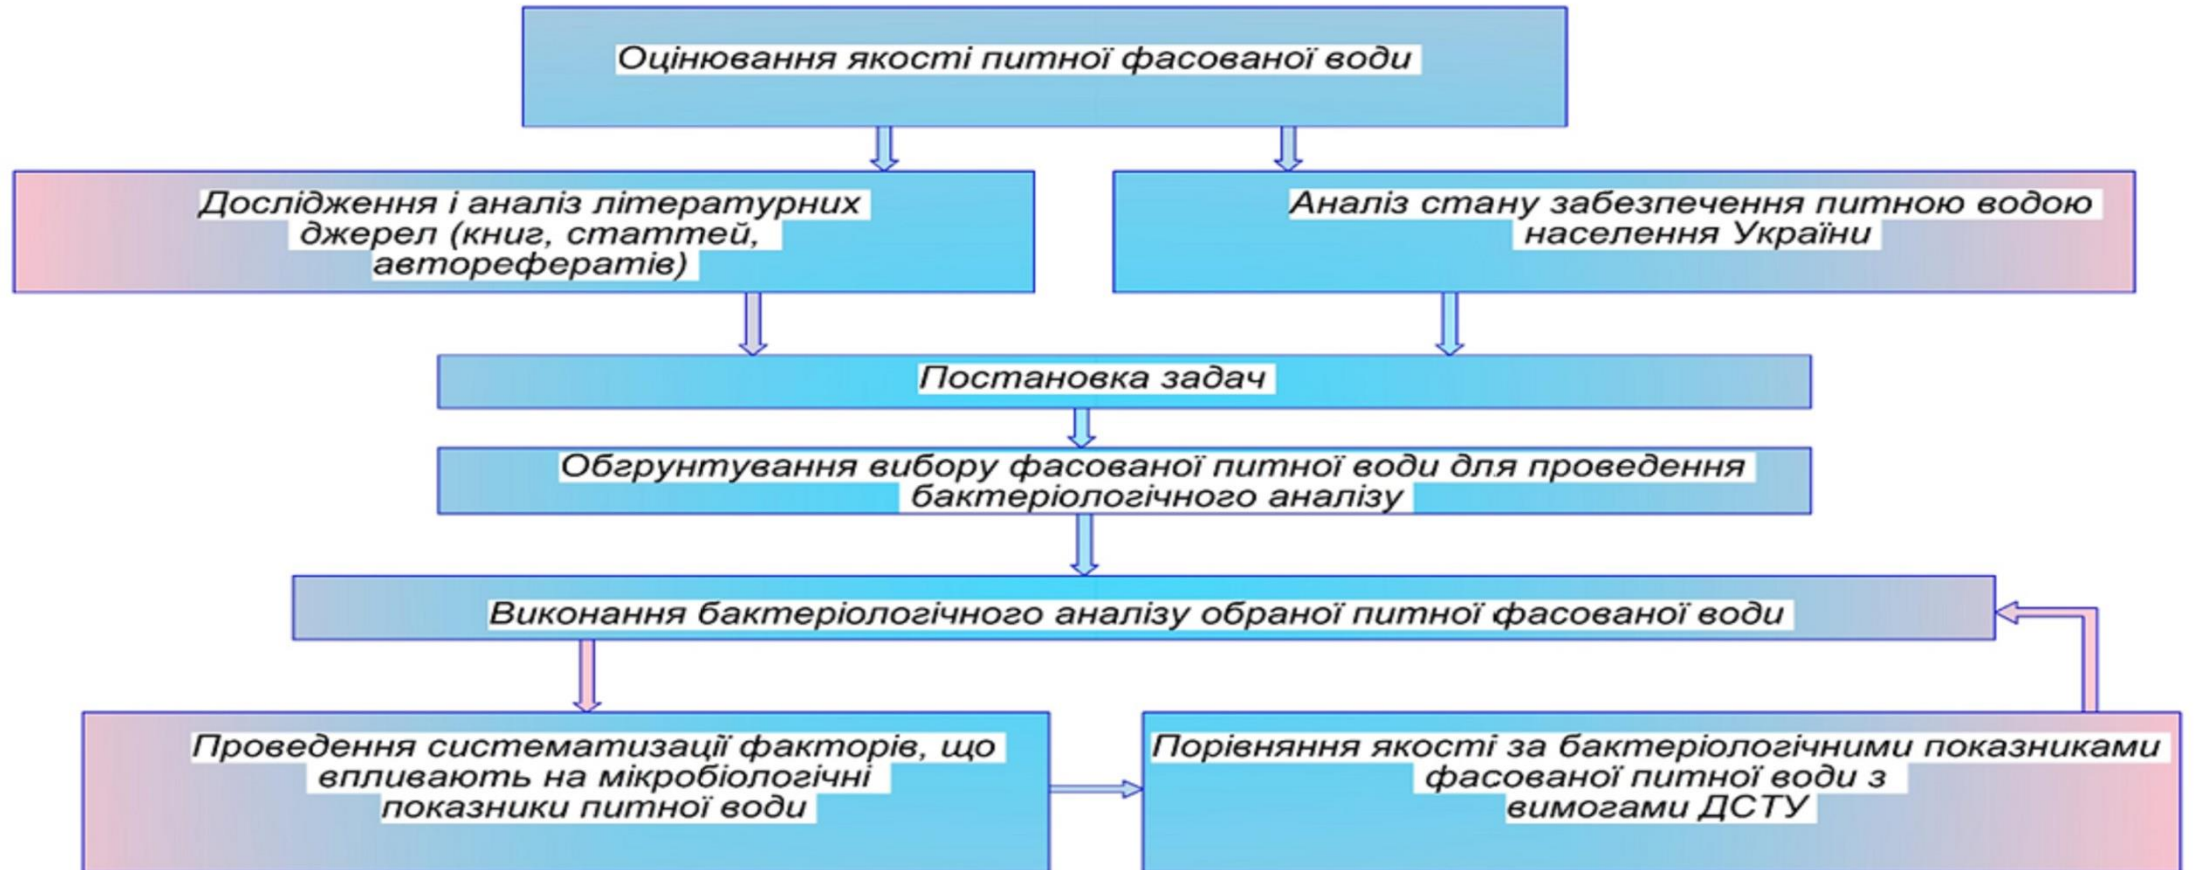 Оцінювання якості питної фасованої води
Дослідження і аналіз літературних
джерел (книг, статтей,
авторефератів)
Аналіз стану забезпечення питною водою
населення України
Постановка задач
Обгрунтування вибору фасованої питної води для проведення
бактеріологічного аналізу
Виконання бактеріологічного аналізу обраної питної фасованої води
Проведення систематизації факторів, що
впливають на мікробіологічні
показники питної води
Порівняння якості за бактеріологічними показниками
фасованої питної води з
вимогами ДСТУ